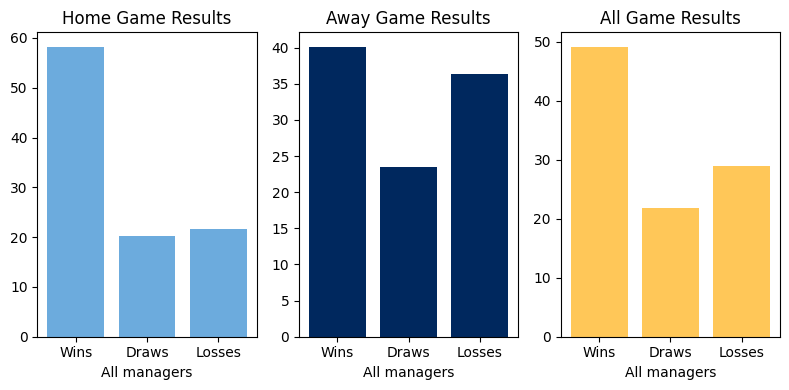 Home Game Results
60
50
40
30
20
10
0
Wins Draws Losses
All managers
Away Game Results
40
35
30
25
20
15
10
5
0
Wins Draws Losses
All managers
All Game Results
50
40
30
20
10
0
Wins Draws Losses
All managers